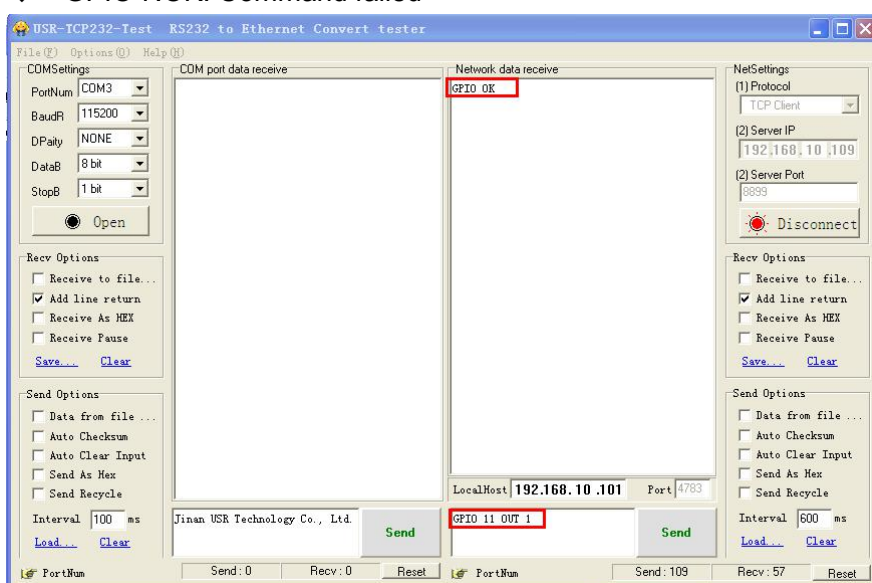 USR-TCP232-Test RS232 to Ethernet Convert tester
File(F) Options(O) Help(H)
COMSettings
PortNum COM3
BaudR 115200
DPaity NONE
DataB 8 bit
StopB 1 bit
Open
Recv Options
Receive to file...
Add line return
Receive As HEX
Receive Pause
Save... Clear
Send Options
Data from file ...
Auto Checksum
Auto Clear Input
Send As Hex
Send Recycle
Interval 100 ms
Load... Clear
COM port data receive
Jinan USR Technology Co., Ltd.
Send
PortNum Send : 0 Recv : 0 Reset
Network data receive
GPIO OK
LocalHost 192.168. 10 .101 Port 4783
GPIO 11 OUT 1
Send
PortNum Send : 109 Recv : 57 Reset
NetSettings
(1) Protocol
TCP Client
(2) Server IP
192 .168 . 10 .109
(2) Server Port
8899
Disconnect
Recv Options
Receive to file...
Add line return
Receive As HEX
Receive Pause
Save... Clear
Send Options
Data from file ...
Auto Checksum
Auto Clear Input
Send As Hex
Send Recycle
Interval 600 ms
Load... Clear